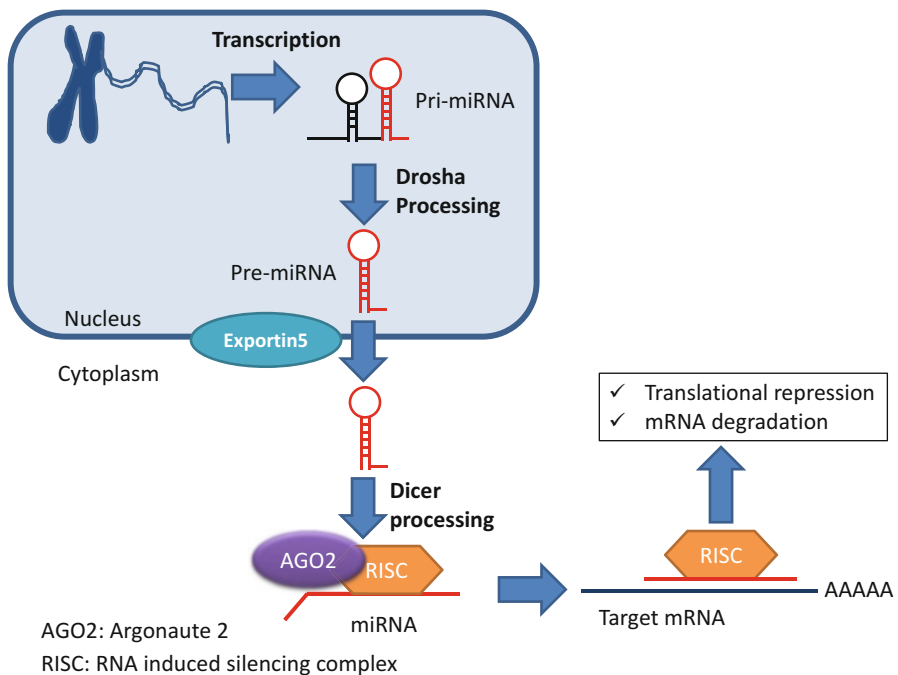 Transcription
Pri-miRNA
Drosha
Processing
Pre-miRNA
Nucleus
Exportin5
Cytoplasm
✓ Translational repression
✓ mRNA degradation
Dicer
processing
AGO2
RISC
RISC
AAAAA
miRNA
Target mRNA
AGO2: Argonaute 2
RISC: RNA induced silencing complex